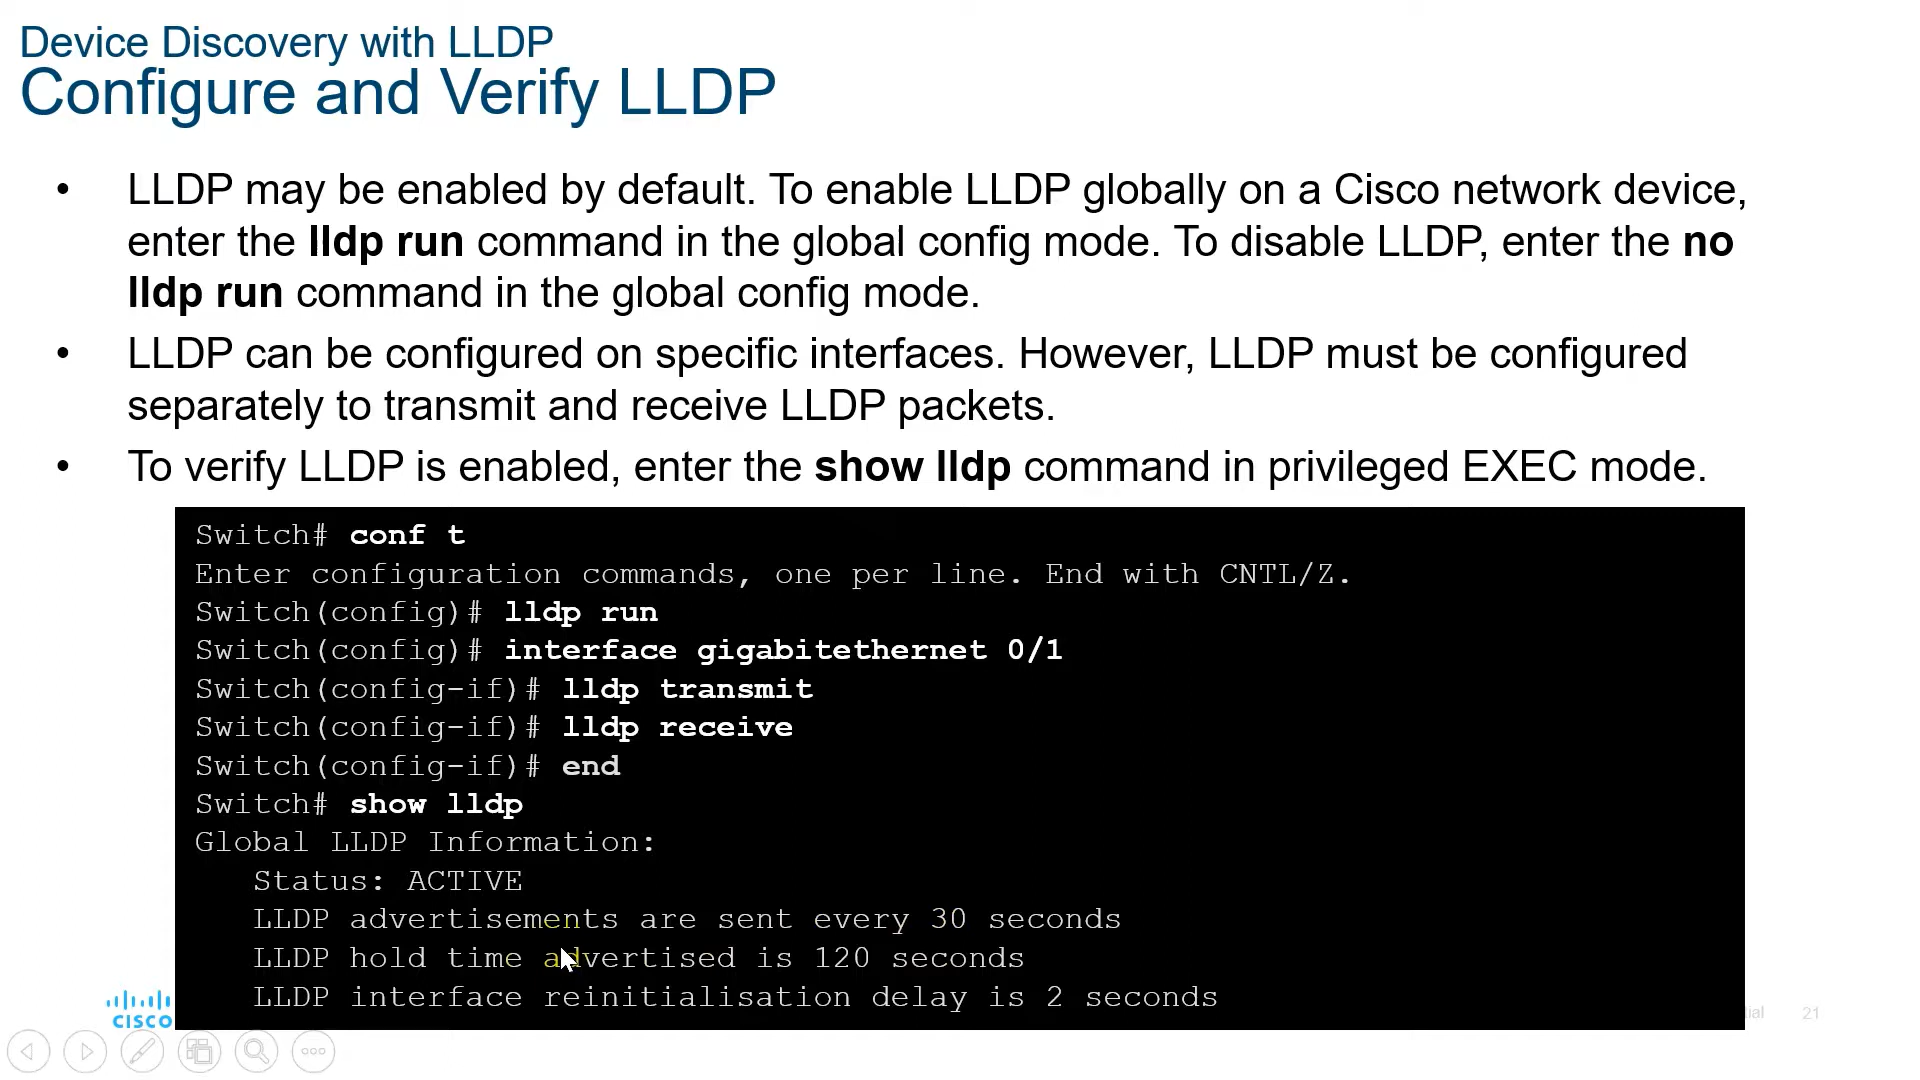 Device Discovery with LLDP
Configure and Verify LLDP
• LLDP may be enabled by default. To enable LLDP globally on a Cisco network device,
enter the lldp run command in the global config mode. To disable LLDP, enter the no
lldp run command in the global config mode.
• LLDP can be configured on specific interfaces. However, LLDP must be configured
separately to transmit and receive LLDP packets.
• To verify LLDP is enabled, enter the show lldp command in privileged EXEC mode.
Switch# conf t
Enter configuration commands, one per line. End with CNTL/Z.
Switch(config)# lldp run
Switch(config)# interface gigabitethernet 0/1
Switch(config-if)# lldp transmit
Switch(config-if)# lldp receive
Switch(config-if)# end
Switch# show lldp
Global LLDP Information:
Status: ACTIVE
LLDP advertisements are sent every 30 seconds
LLDP hold time advertised is 120 seconds
LLDP interface reinitialisation delay is 2 seconds
cisco
21